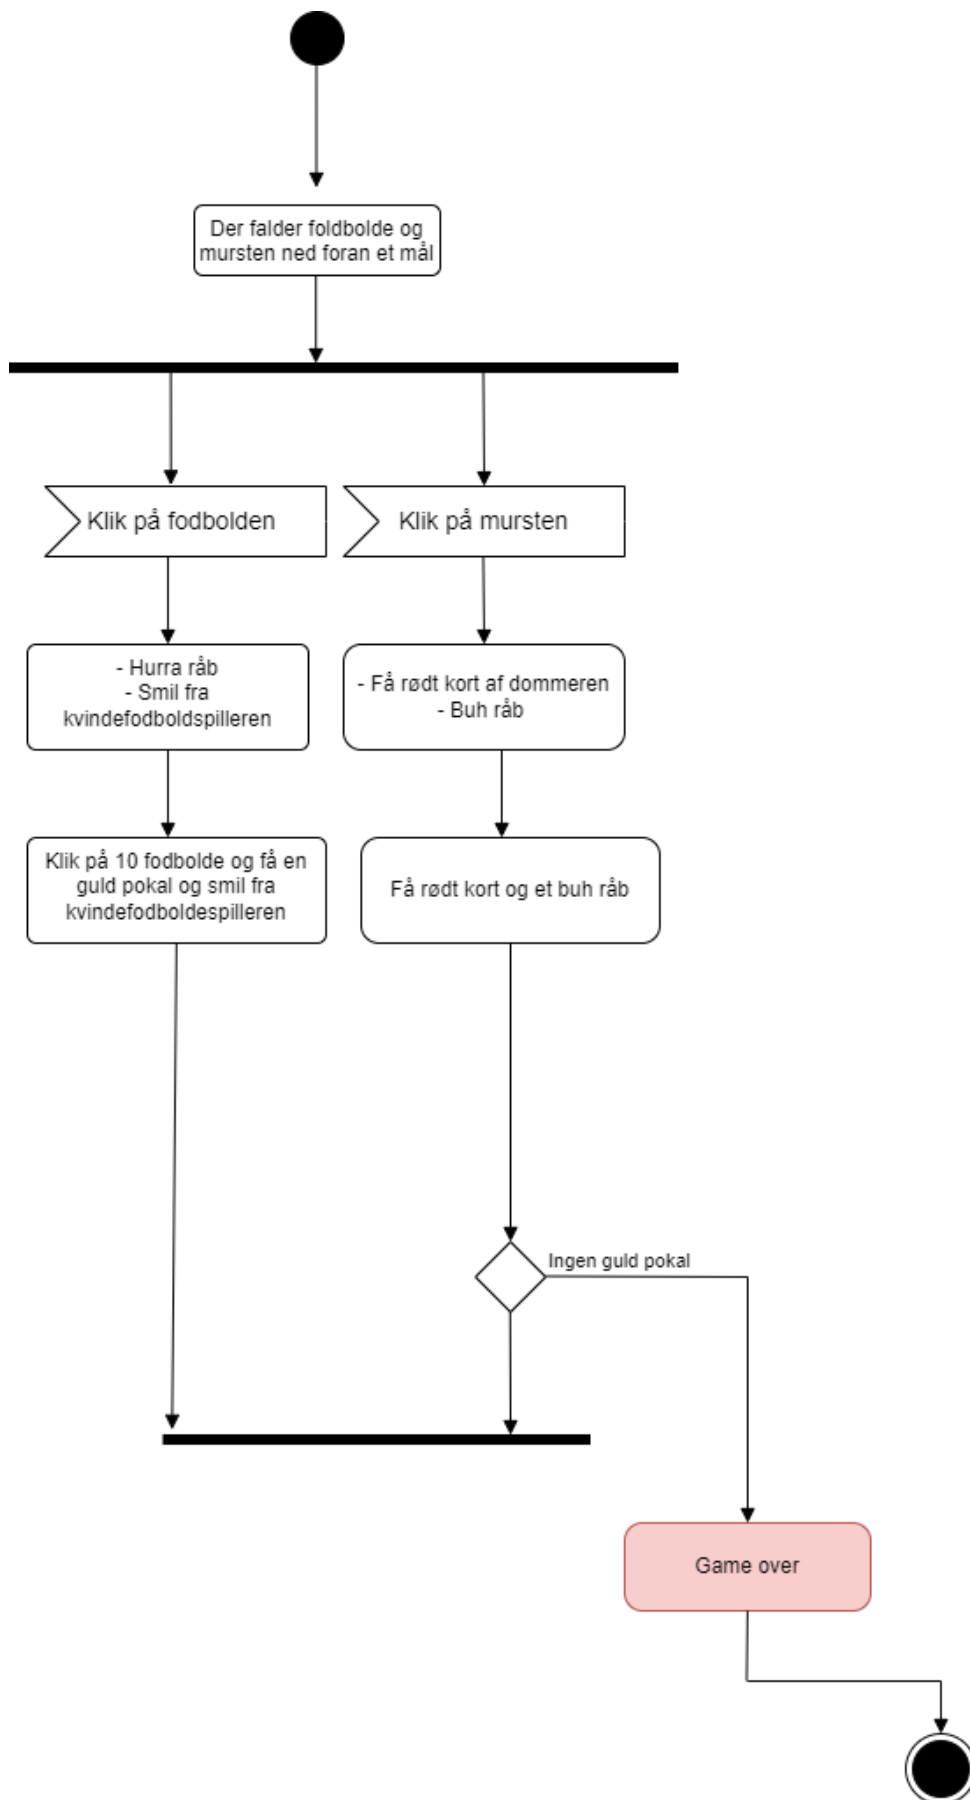 Der falder foldbolde og
mursten ned foran et mål
Klik på fodbolden
Klik på mursten
- Hurra råb
- Smil fra
kvindefodboldspilleren
- Få rødt kort af dommeren
- Buh råb
Klik på 10 fodbolde og få en
guld pokal og smil fra
kvindefodboldespilleren
Få rødt kort og et buh råb
Ingen guld pokal
Game over